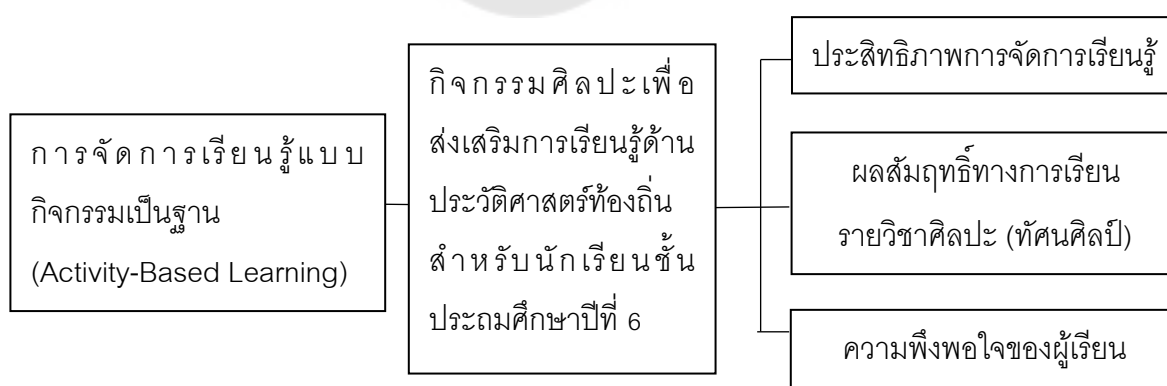 การจัดการเรียนรู้แบบ
กิจกรรมเป็นฐาน
(Activity-Based Learning)
กิจกรรมศิลปะเพื่อ
ส่งเสริมการเรียนรู้ด้าน
ประวัติศาสตร์ท้องถิ่น
สำหรับนักเรียนชั้น
ประถมศึกษาปีที่ 6
ประสิทธิภาพการจัดการเรียนรู้
ผลสัมฤทธิ์ทางการเรียน
รายวิชาศิลปะ (ทัศนศิลป์)
ความพึงพอใจของผู้เรียน